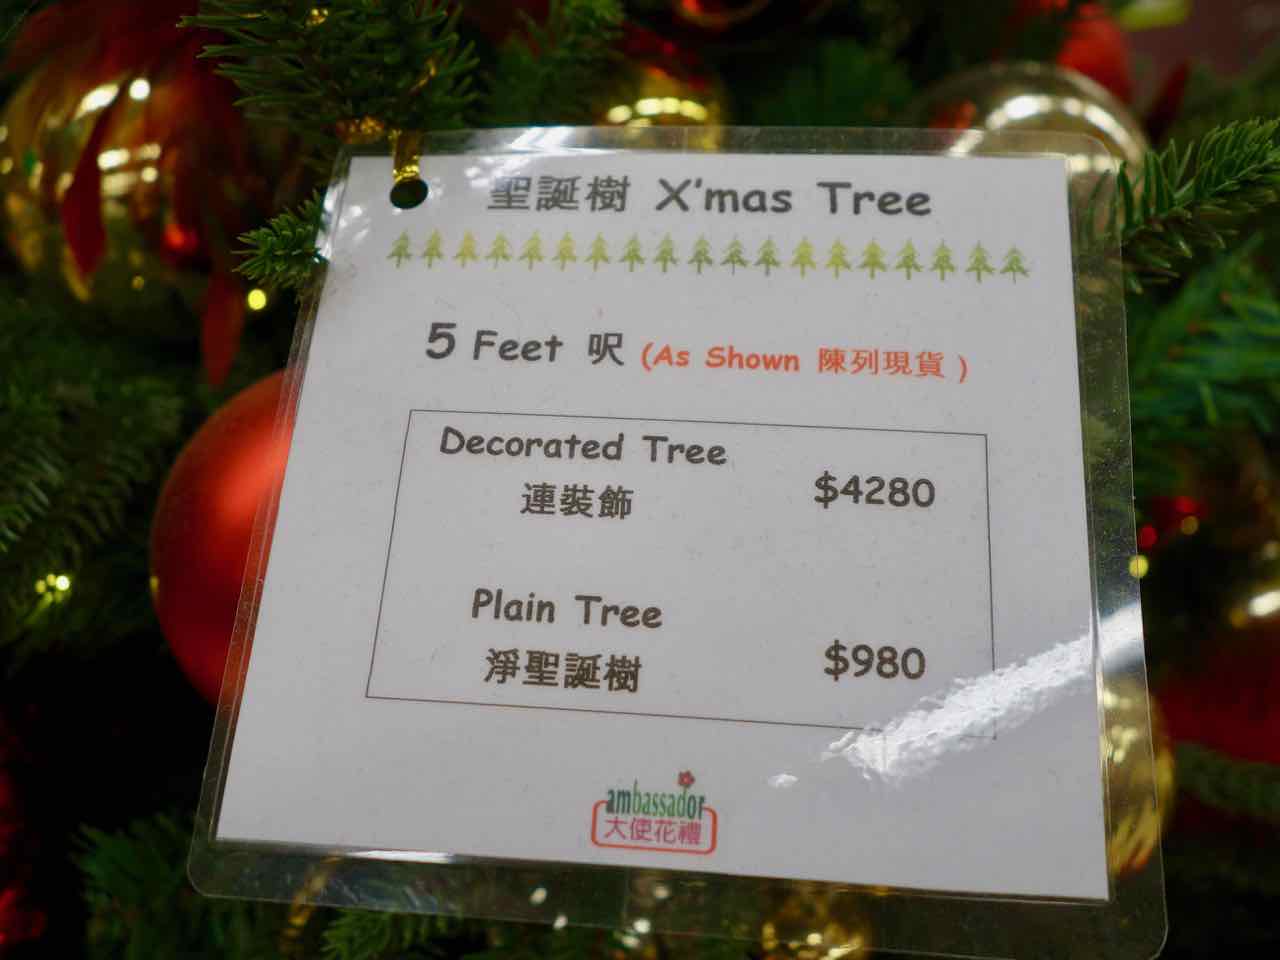 聖誕樹 X'mas Tree
5 Feet 呎 (As Shown 陳列現貨 )
Decorated Tree
連裝飾
$4280
Plain Tree
淨聖誕樹
$980
ambassador
大使花禮